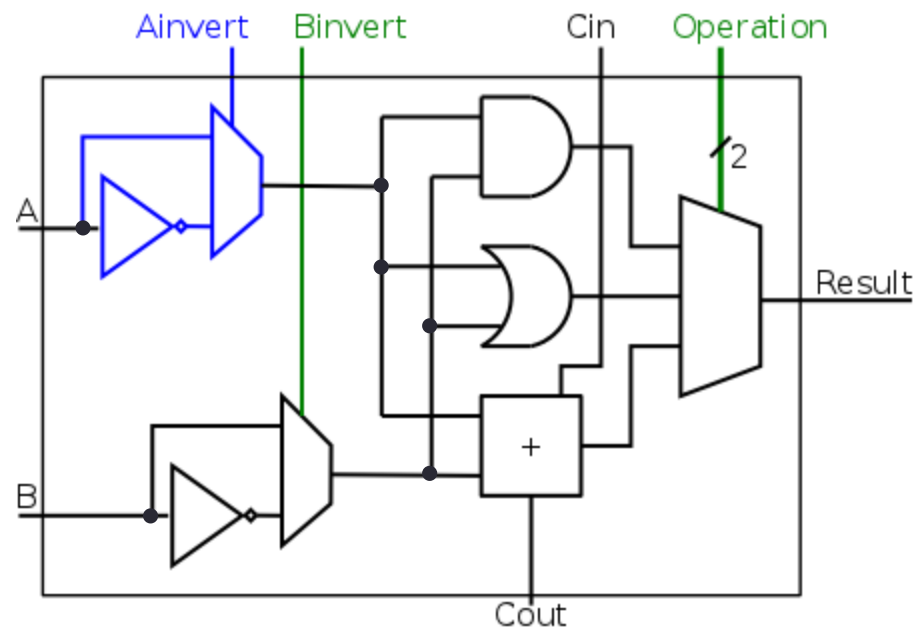 Ainvert
Binvert
Cin
Operation
2
A
Result
+
B
Cout